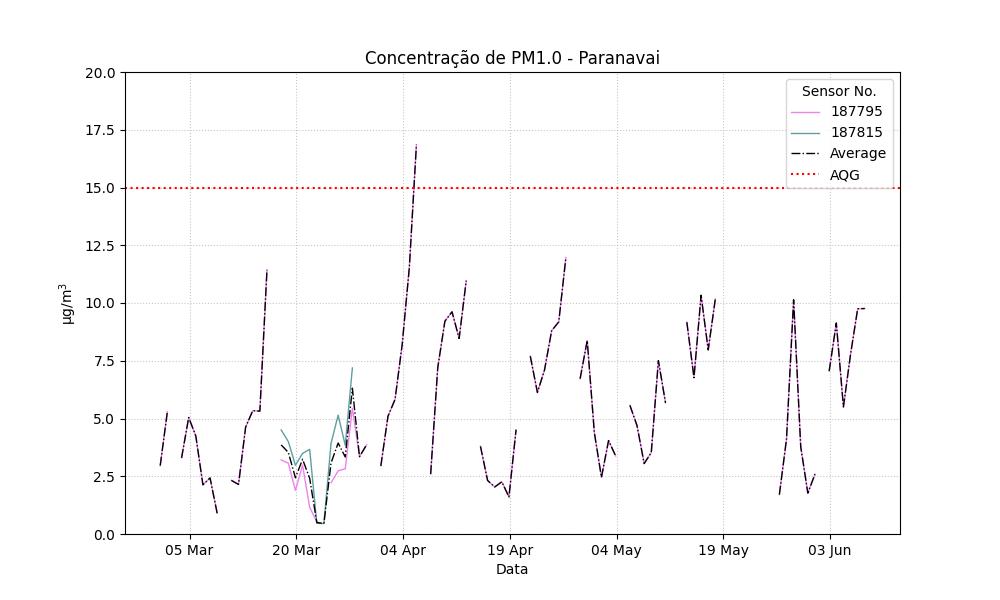 Concentração de PM1.0 - Paranavai
20.0
17.5
15.0
12.5
10.0
7.5
5.0
2.5
0.0
µg/m³
Sensor No.
187795
187815
Average
AQG
05 Mar
20 Mar
04 Apr
19 Apr
04 May
19 May
03 Jun
Data